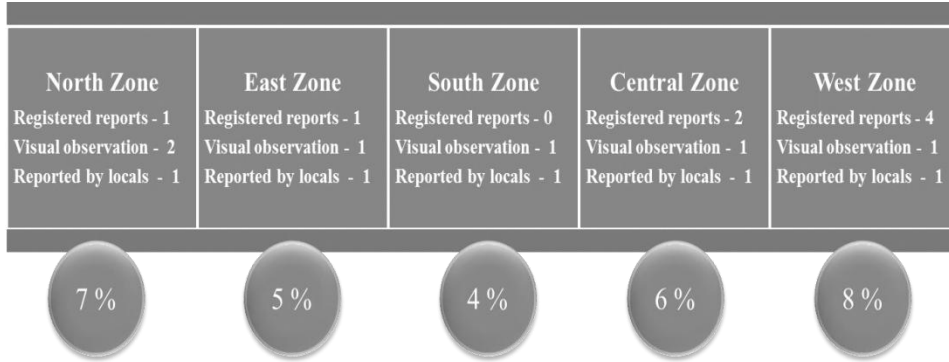 North Zone
Registered reports - 1
Visual observation - 2
Reported by locals - 1
East Zone
Registered reports - 1
Visual observation - 1
Reported by locals - 1
South Zone
Registered reports - 0
Visual observation - 1
Reported by locals - 1
Central Zone
Registered reports - 2
Visual observation - 1
Reported by locals - 1
West Zone
Registered reports - 4
Visual observation - 1
Reported by locals - 1
7 %
5 %
4 %
6 %
8 %